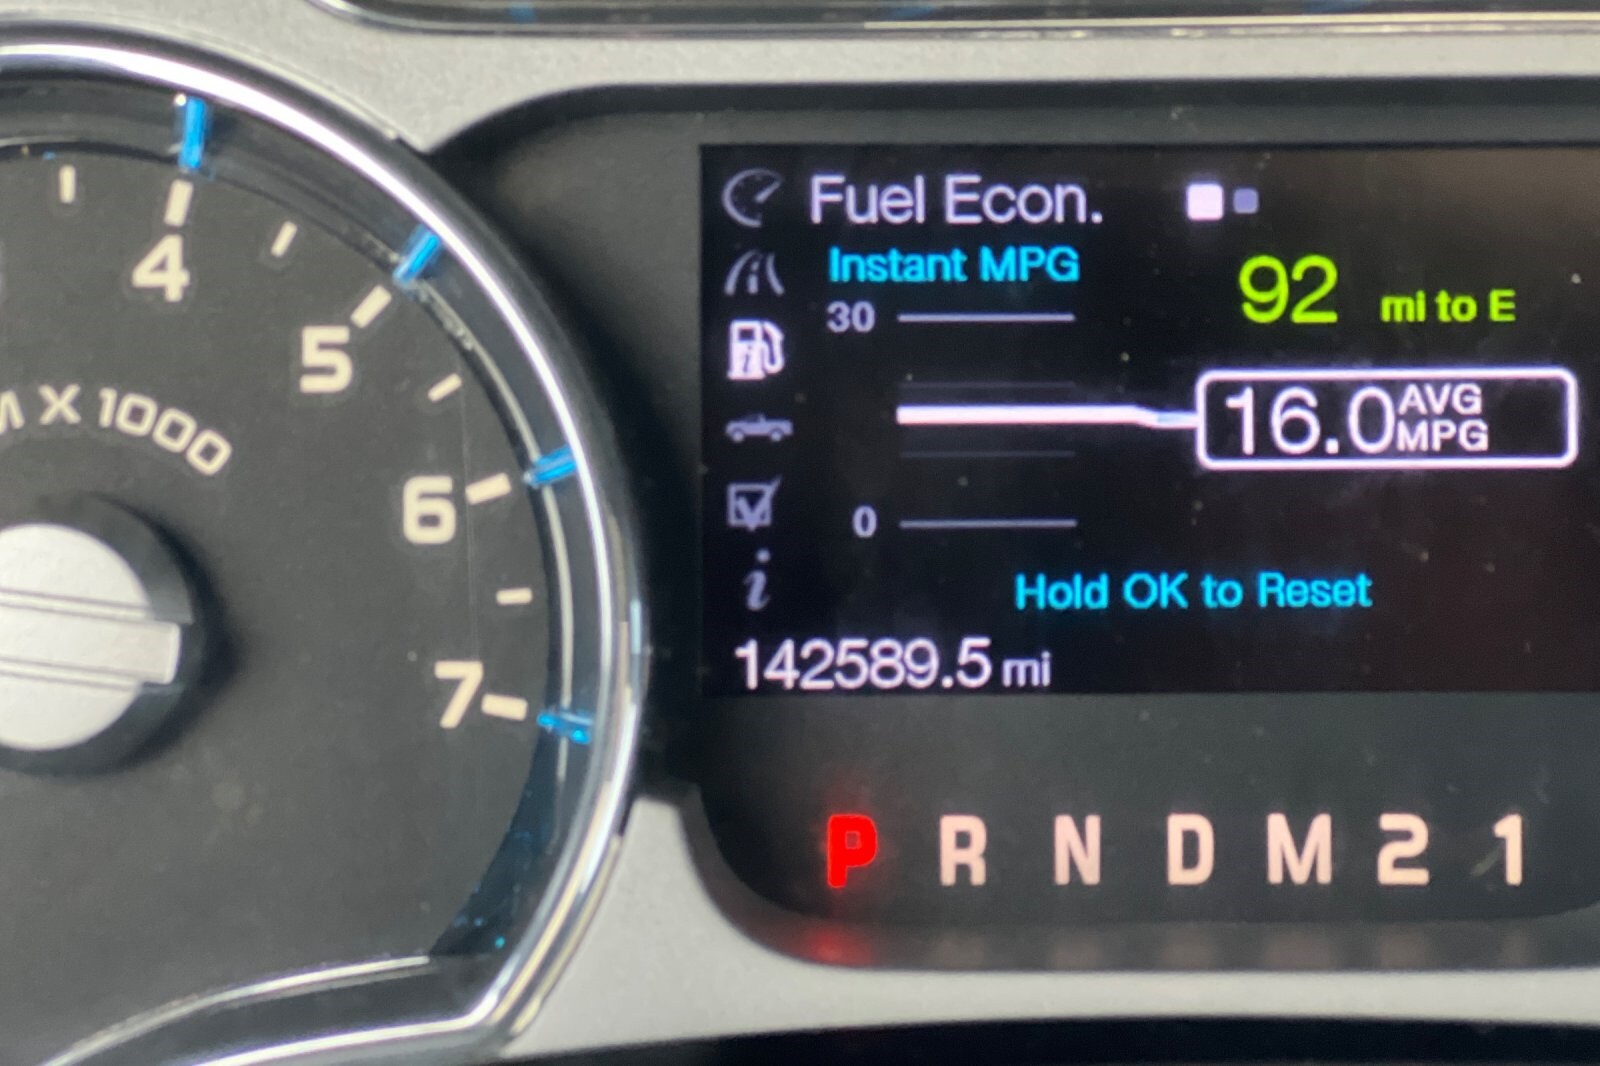 4
5
6
7
X 1000
Fuel Econ.
Instant MPG
30
92 mi to E
16.0 AVG MPG
0
Hold OK to Reset
i
142589.5 mi
P R N D M 2 1